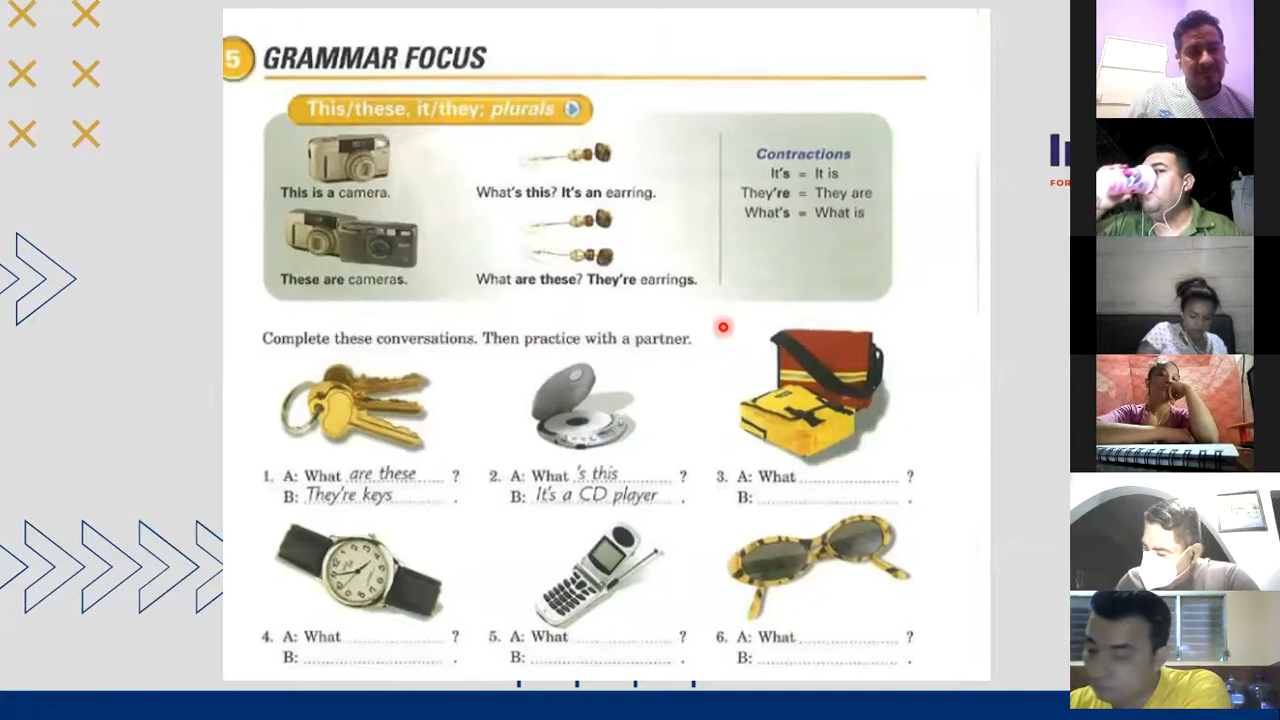 5 GRAMMAR FOCUS
This/these, it/they; plurals
This is a camera.
What's this? It's an earring.
These are cameras.
What are these? They're earrings.
Contractions
It's = It is
They're = They are
What's = What is
Complete these conversations. Then practice with a partner.
1. A: What are these ?
B: They're keys .
2. A: What 's this ?
B: It's a CD player .
3. A: What ?
B: .
4. A: What ?
B: .
5. A: What ?
B: .
6. A: What ?
B: .
FOR